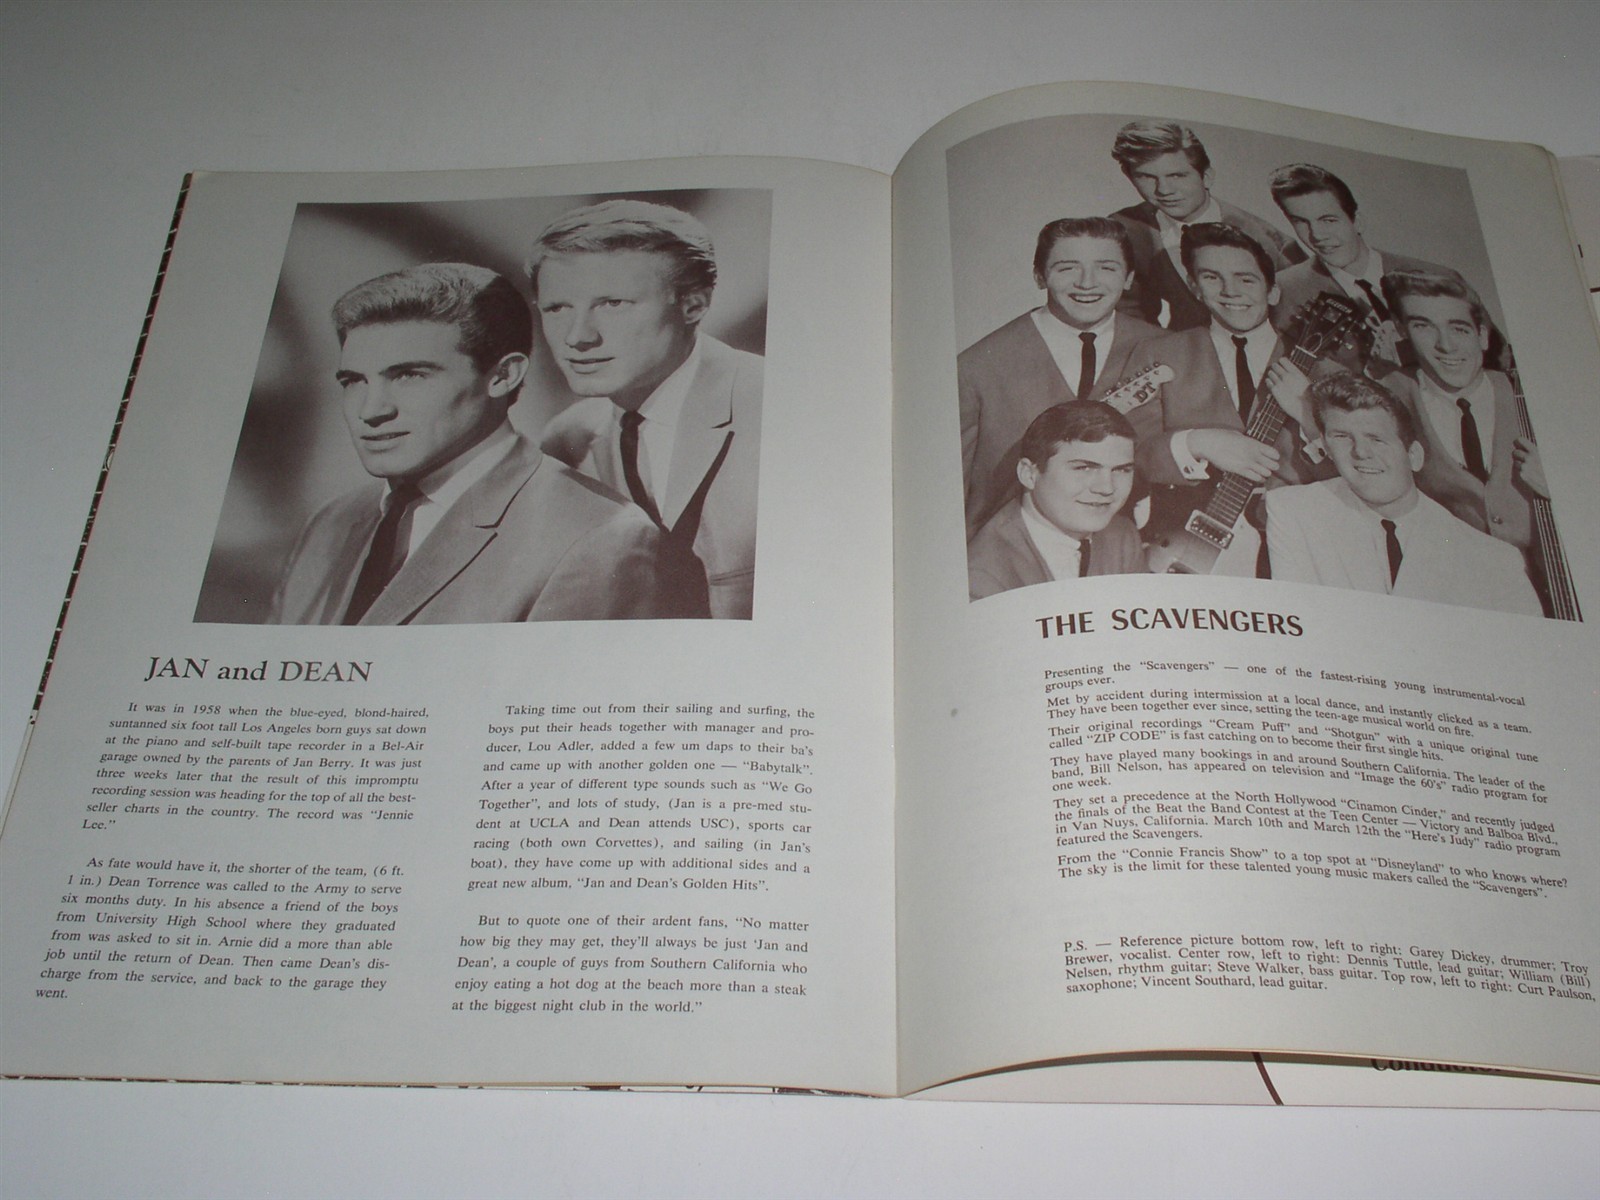 JAN and DEAN
It was in 1958 when the blue-eyed, blond-haired,
suntanned six foot tall Los Angeles born guys sat down
at the piano and self-built tape recorder in a Bel-Air
garage owned by the parents of Jan Berry. It was just
three weeks later that the result of this impromptu
recording session was heading for the top of all the best-
seller charts in the country. The record was "Jennie
Lee."
As fate would have it, the shorter of the team, (6 ft.
1 in.) Dean Torrence was called to the Army to serve
six months duty. In his absence a friend of the boys
from University High School where they graduated
from was asked to sit in. Arnie did a more than able
job until the return of Dean. Then came Dean's dis-
charge from the service, and back to the garage they
went.
Taking time out from their sailing and surfing, the
boys put their heads together with manager and pro-
ducer, Lou Adler, added a few um daps to their ba's
and came up with another golden one — "Babytalk".
After a year of different type sounds such as "We Go
Together", and lots of study, (Jan is a pre-med stu-
dent at UCLA and Dean attends USC), sports car
racing (both own Corvettes), and sailing (in Jan's
boat), they have come up with additional sides and a
great new album, "Jan and Dean's Golden Hits".
But to quote one of their ardent fans, "No matter
how big they may get, they'll always be just 'Jan and
Dean', a couple of guys from Southern California who
enjoy eating a hot dog at the beach more than a steak
at the biggest night club in the world."
DT
THE SCAVENGERS
Presenting the "Scavengers" — one of the fastest-rising young instrumental-vocal
groups ever.
Met by accident during intermission at a local dance, and instantly clicked as a team.
They have been together ever since, setting the teen-age musical world on fire.
Their original recordings "Cream Puff" and "Shotgun" with a unique original tune
called "ZIP CODE" is fast catching on to become their first single hits.
They have played many bookings in and around Southern California. The leader of the
band, Bill Nelson, has appeared on television and "Image the 60's" radio program for
one week.
They set a precedence at the North Hollywood "Cinamon Cinder," and recently judged
the finals of the Beat the Band Contest at the Teen Center — Victory and Balboa Blvd.,
in Van Nuys, California. March 10th and March 12th the "Here's Judy" radio program
featured the Scavengers.
From the "Connie Francis Show" to a top spot at "Disneyland" to who knows where?
The sky is the limit for these talented young music makers called the "Scavengers".
P.S. — Reference picture bottom row, left to right: Garey Dickey, drummer; Troy
Brewer, vocalist. Center row, left to right: Dennis Tuttle, lead guitar; William (Bill)
Nelsen, rhythm guitar; Steve Walker, bass guitar. Top row, left to right: Curt Paulson,
saxophone; Vincent Southard, lead guitar.